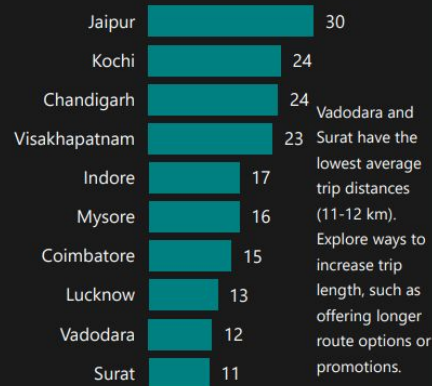 Jaipur 30
Kochi 24
Chandigarh 24
Visakhapatnam 23
Indore 17
Mysore 16
Coimbatore 15
Lucknow 13
Vadodara 12
Surat 11
Vadodara and
Surat have the
lowest average
trip distances
(11-12 km).
Explore ways to
increase trip
length, such as
offering longer
route options or
promotions.